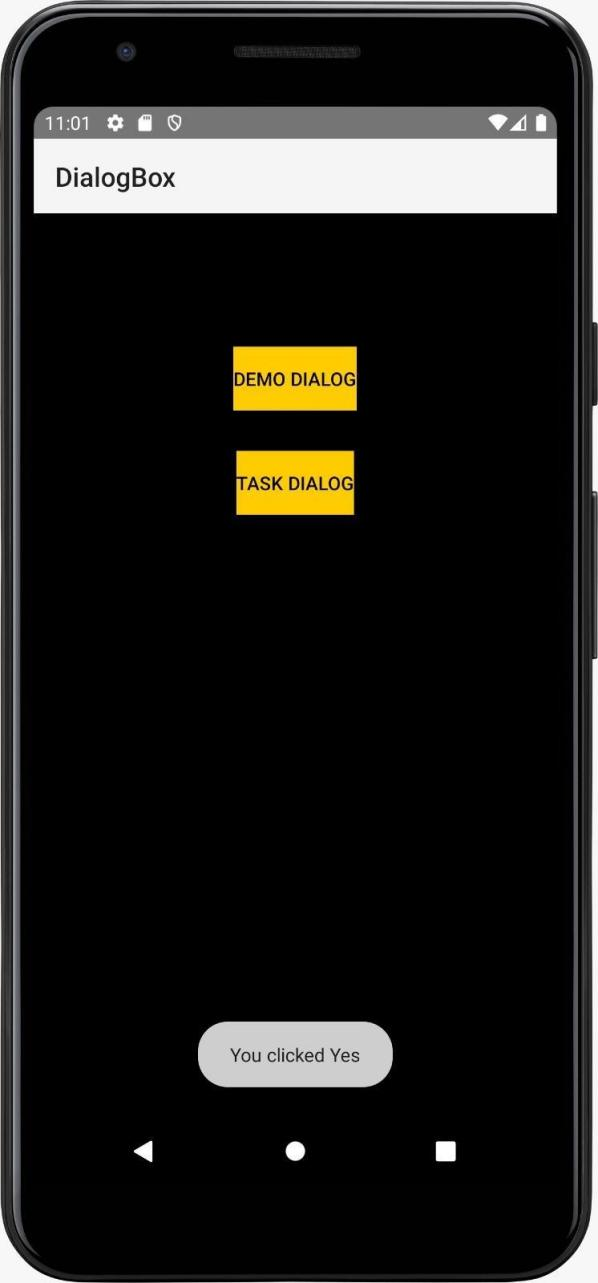 11:01
DialogBox
DEMO DIALOG
TASK DIALOG
You clicked Yes